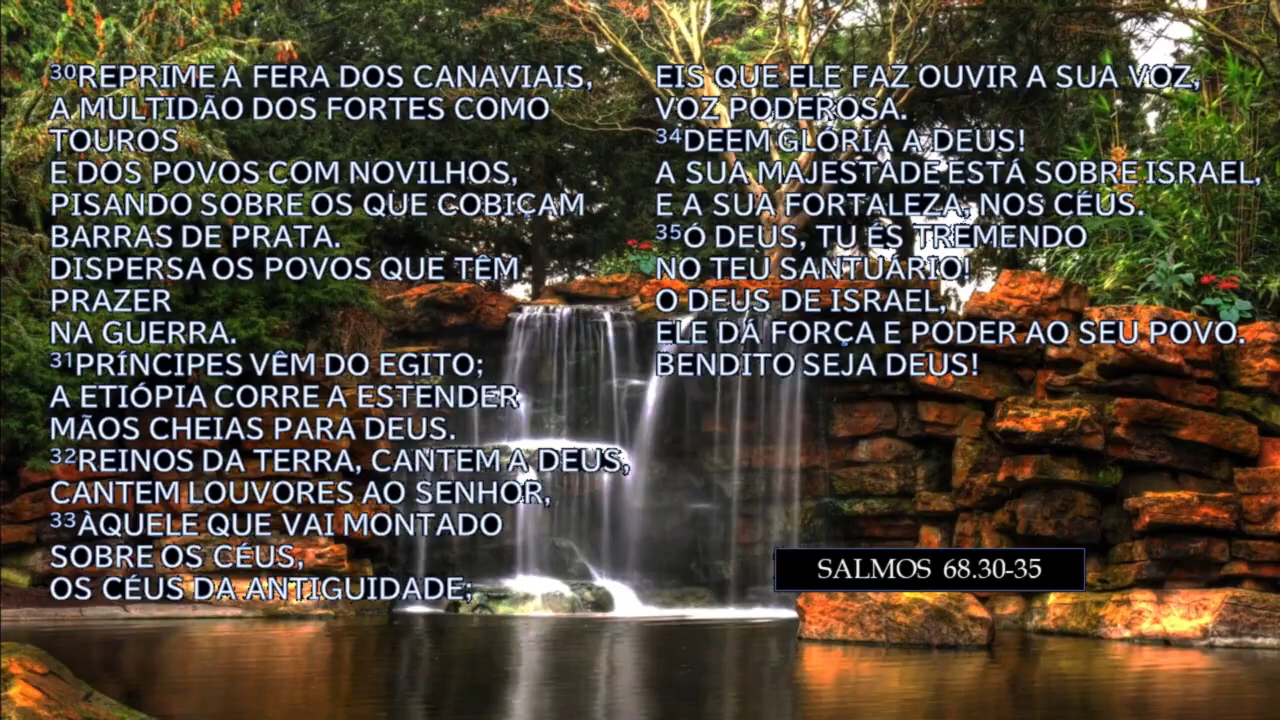 ³⁰REPRIME A FERA DOS CANAVIAIS,
A MULTIDÃO DOS FORTES COMO
TOUROS
E DOS POVOS COM NOVILHOS,
PISANDO SOBRE OS QUE COBIÇAM
BARRAS DE PRATA.
DISPERSA OS POVOS QUE TÊM
PRAZER
NA GUERRA.
³¹PRÍNCIPES VÊM DO EGITO;
A ETIÓPIA CORRE A ESTENDER
MÃOS CHEIAS PARA DEUS.
³²REINOS DA TERRA, CANTEM A DEUS,
CANTEM LOUVORES AO SENHOR,
³³ÀQUELE QUE VAI MONTADO
SOBRE OS CÉUS,
OS CÉUS DA ANTIGUIDADE;
EIS QUE ELE FAZ OUVIR A SUA VOZ,
VOZ PODEROSA.
³⁴DEEM GLÓRIA A DEUS!
A SUA MAJESTADE ESTÁ SOBRE ISRAEL,
E A SUA FORTALEZA, NOS CÉUS.
³⁵Ó DEUS, TU ÉS TREMENDO
NO TEU SANTUÁRIO!
O DEUS DE ISRAEL,
ELE DÁ FORÇA E PODER AO SEU POVO.
BENDITO SEJA DEUS!
SALMOS 68.30-35